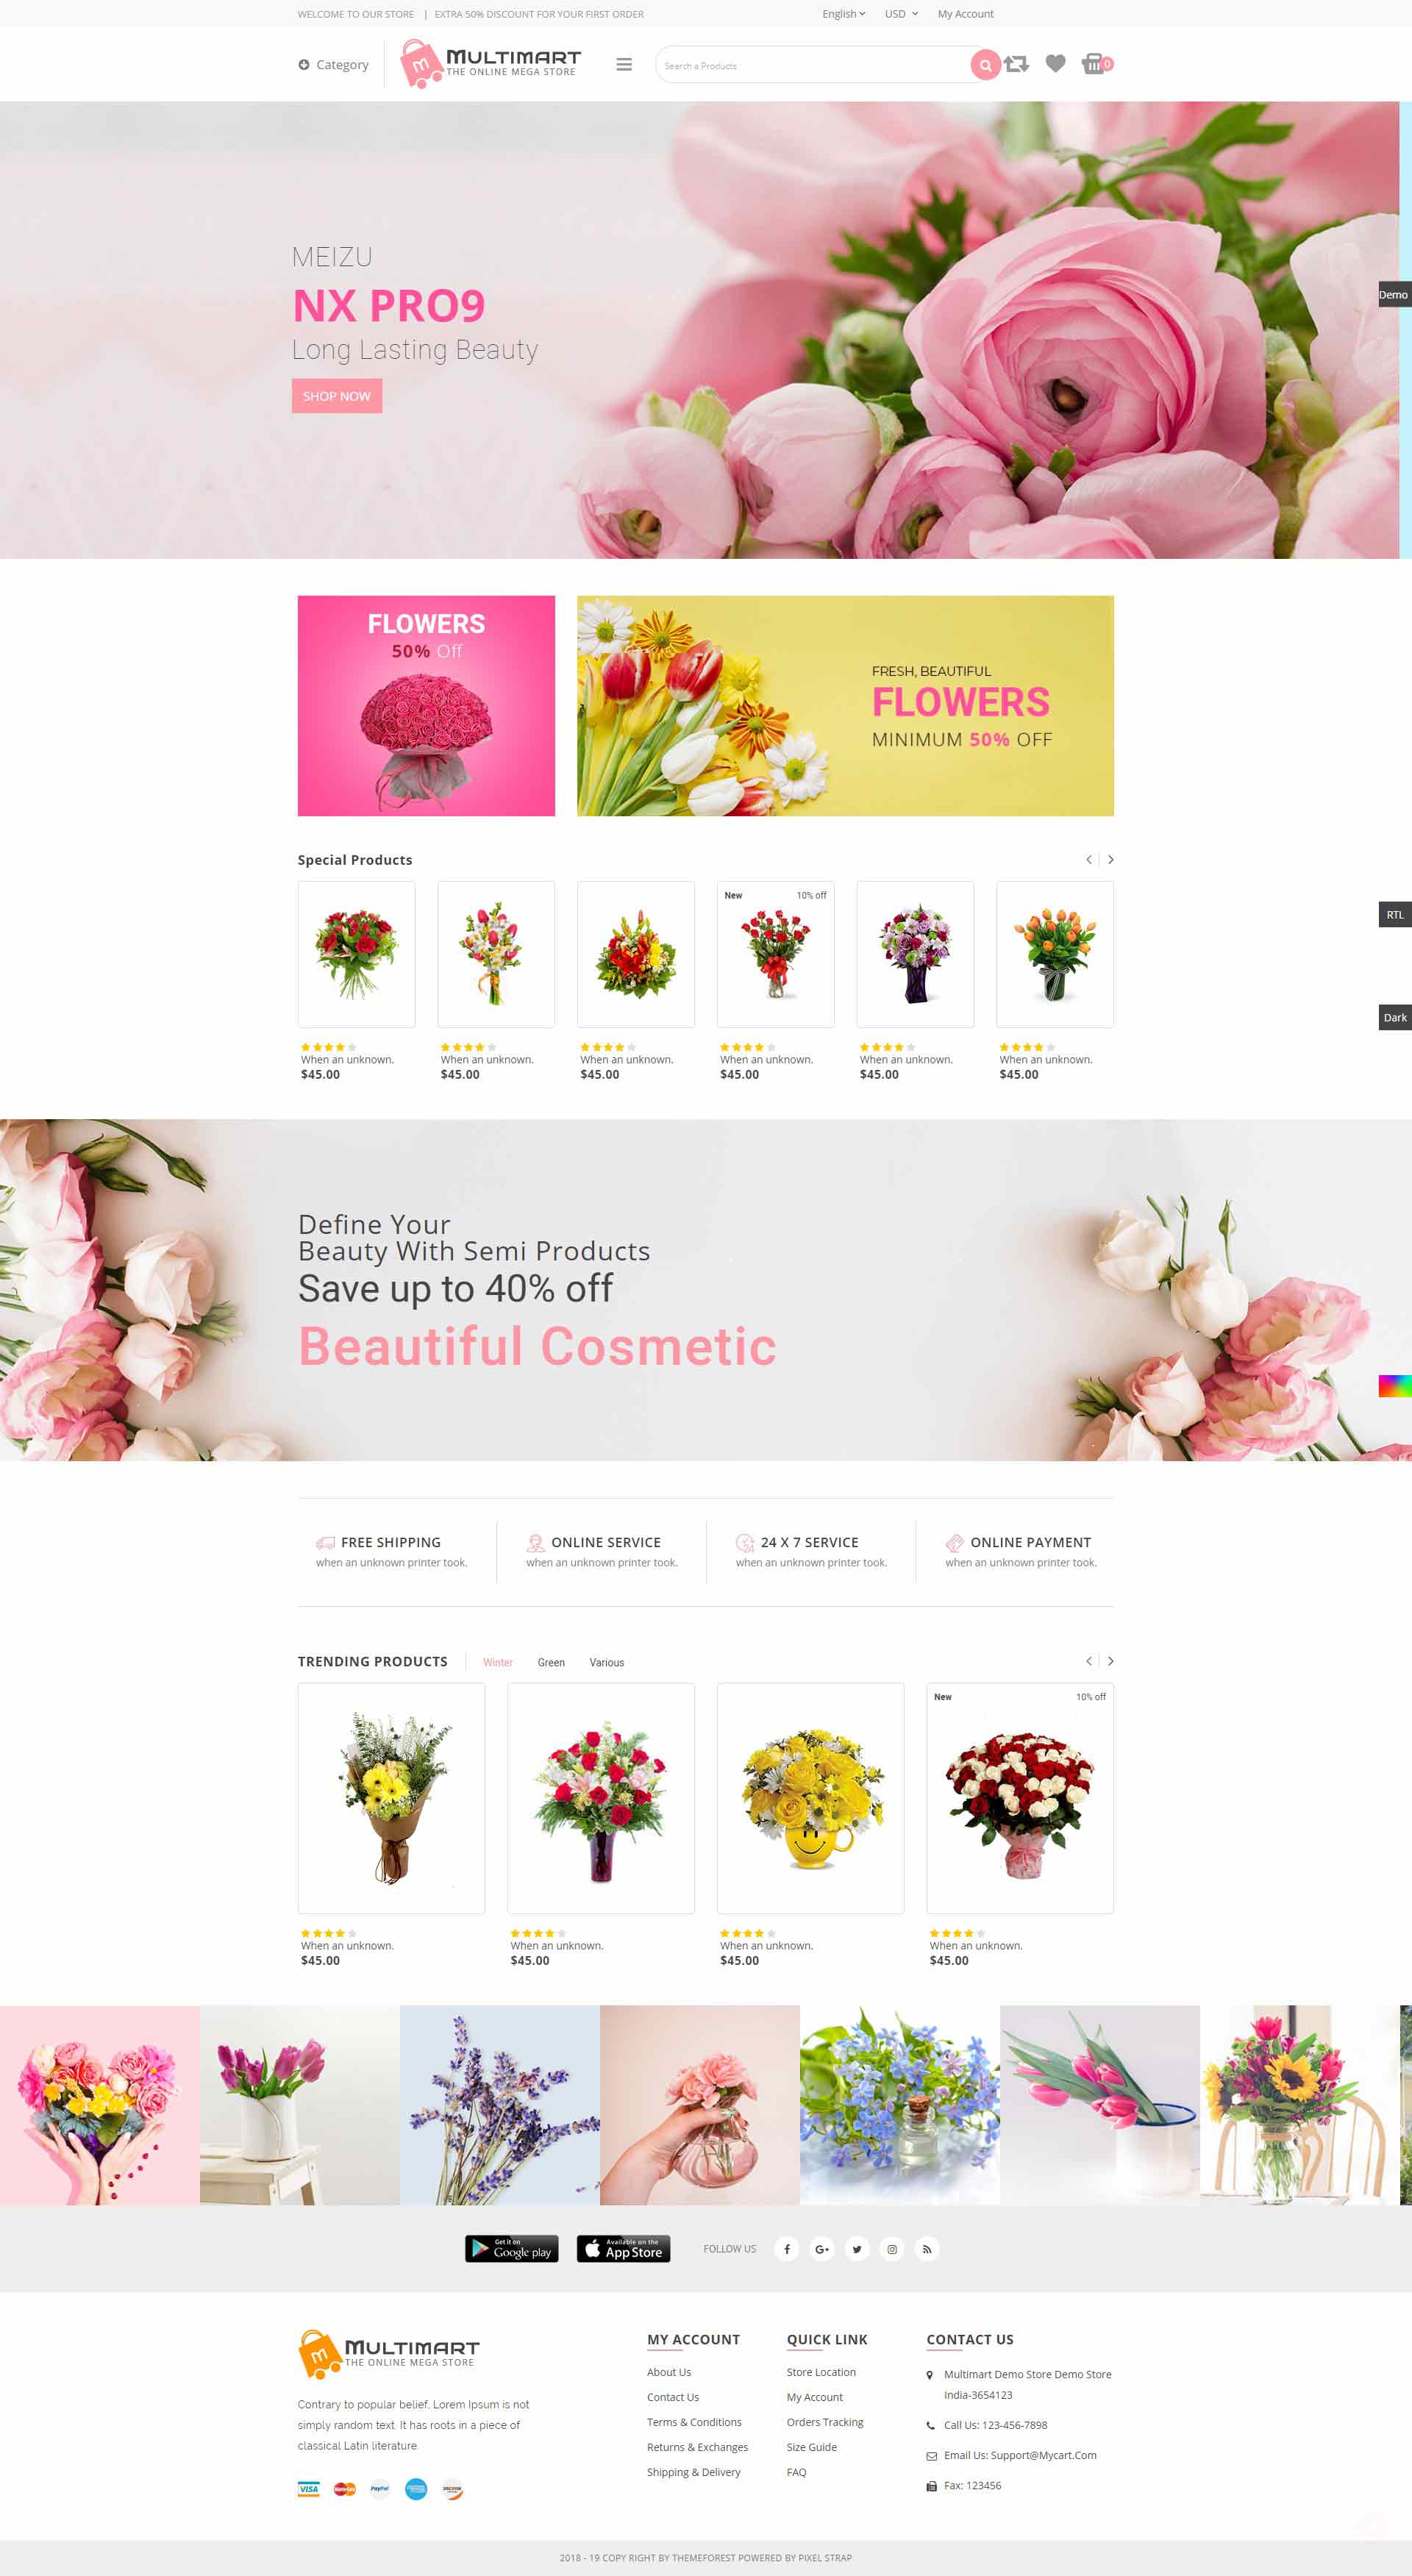 WELCOME TO OUR STORE | EXTRA 50% DISCOUNT FOR YOUR FIRST ORDER
English USD My Account
Category
MULTIMART
THE ONLINE MEGA STORE
Search a Products
0
MEIZU
NX PRO9
Long Lasting Beauty
SHOP NOW
Demo
FLOWERS
50% Off
FRESH, BEAUTIFUL
FLOWERS
MINIMUM 50% OFF
Special Products
New 10% off
RTL
Dark
When an unknown. When an unknown. When an unknown. When an unknown. When an unknown. When an unknown.
$45.00 $45.00 $45.00 $45.00 $45.00 $45.00
Define Your
Beauty With Semi Products
Save up to 40% off
Beautiful Cosmetic
FREE SHIPPING ONLINE SERVICE 24 X 7 SERVICE ONLINE PAYMENT
when an unknown printer took. when an unknown printer took. when an unknown printer took. when an unknown printer took.
TRENDING PRODUCTS Winter Green Various
New 10% off
When an unknown. When an unknown. When an unknown. When an unknown.
$45.00 $45.00 $45.00 $45.00
Get it on
Google play
Available on the
App Store
FOLLOW US
MULTIMART
THE ONLINE MEGA STORE
Contrary to popular belief, Lorem Ipsum is not
simply random text. It has roots in a piece of
classical Latin literature.
VISA MasterCard PayPal DISCOVER
MY ACCOUNT
About Us
Contact Us
Terms & Conditions
Returns & Exchanges
Shipping & Delivery
QUICK LINK
Store Location
My Account
Orders Tracking
Size Guide
FAQ
CONTACT US
Multimart Demo Store Demo Store
India-3654123
Call Us: 123-456-7898
Email Us: Support@Mycart.Com
Fax: 123456
2018 - 19 COPY RIGHT BY THEMEFOREST POWERED BY PIXEL STRAP